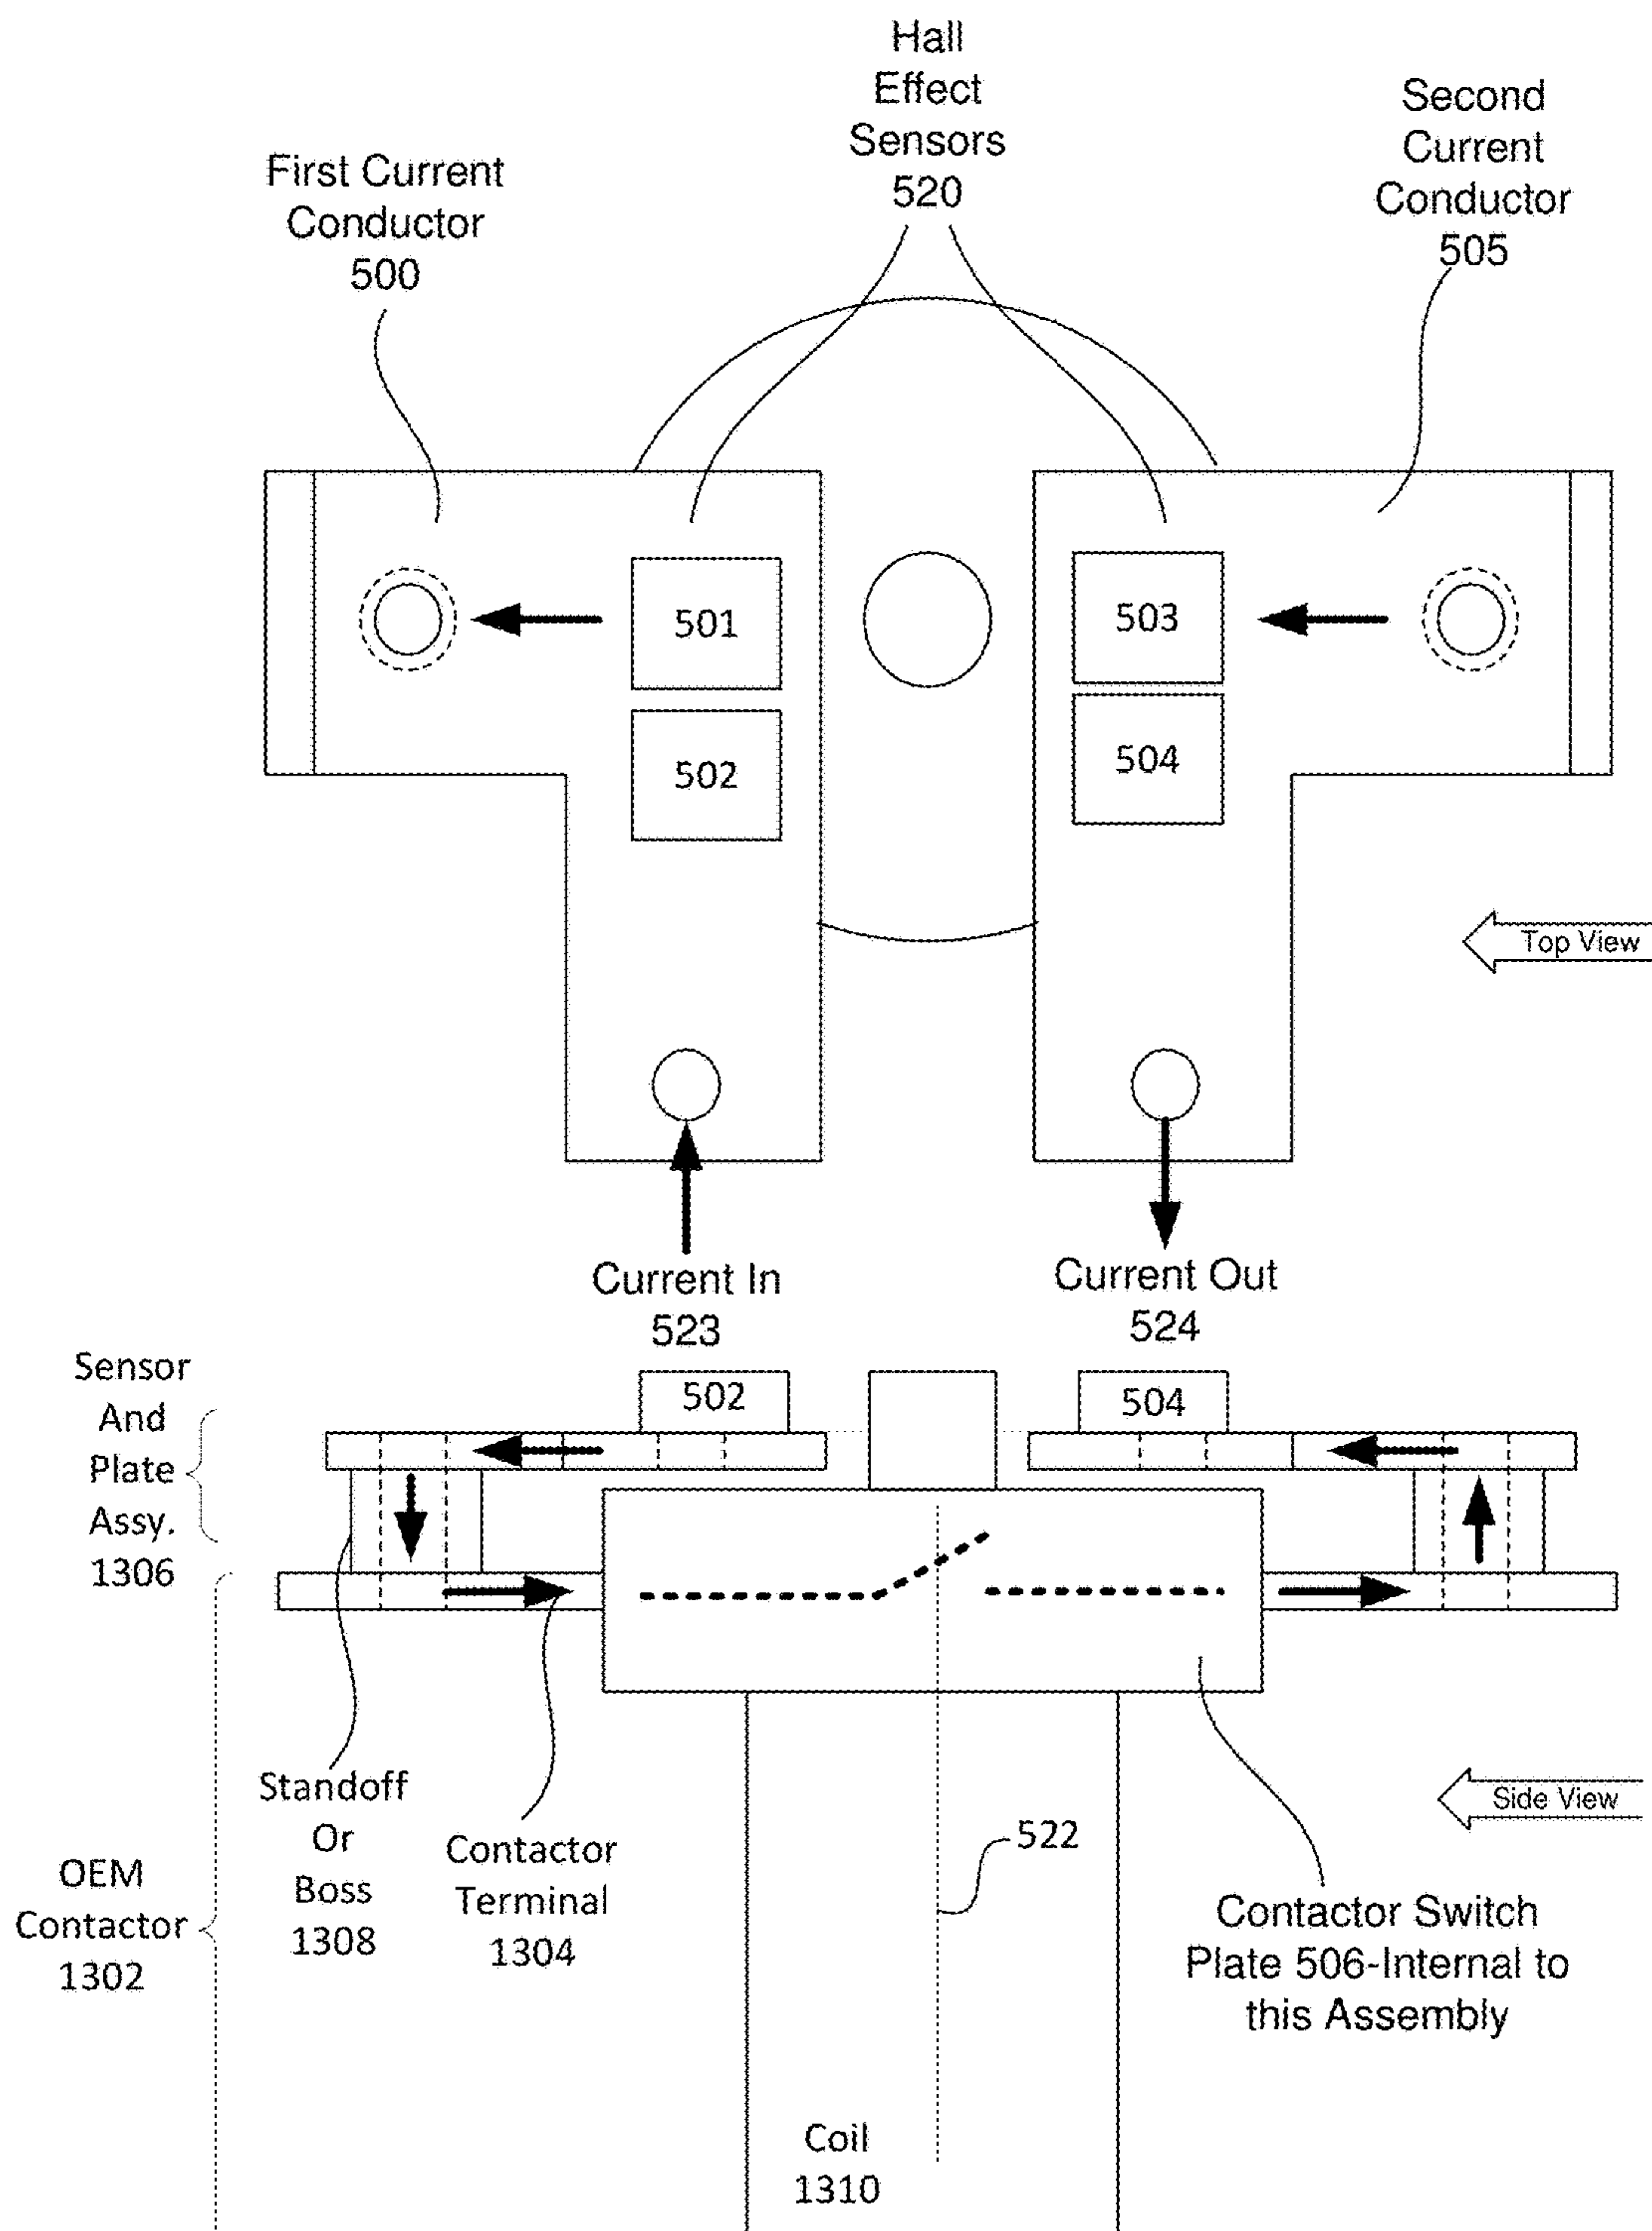 Hall
Effect
Sensors
520
First Current
Conductor
500
Second
Current
Conductor
505
501
503
502
504
Top View
Current In
523
Current Out
524
Sensor
And
Plate
Assy.
1306
502
504
Standoff
Or
Boss
1308
Contactor
Terminal
1304
Side View
522
OEM
Contactor
1302
Contactor Switch
Plate 506-Internal to
this Assembly
Coil
1310